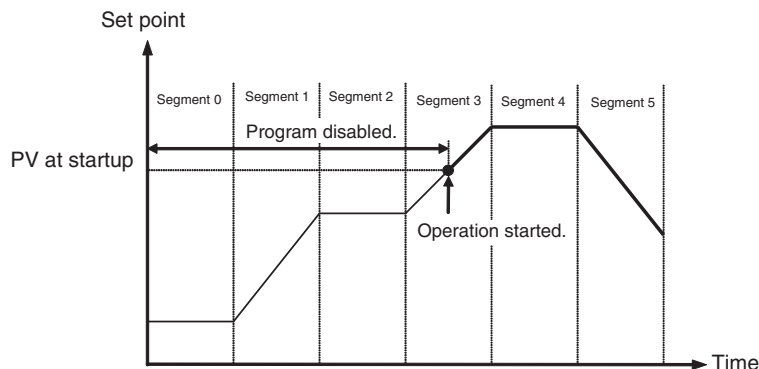 Set point
Segment 0
Segment 1
Segment 2
Segment 3
Segment 4
Segment 5
Program disabled.
PV at startup
Operation started.
Time